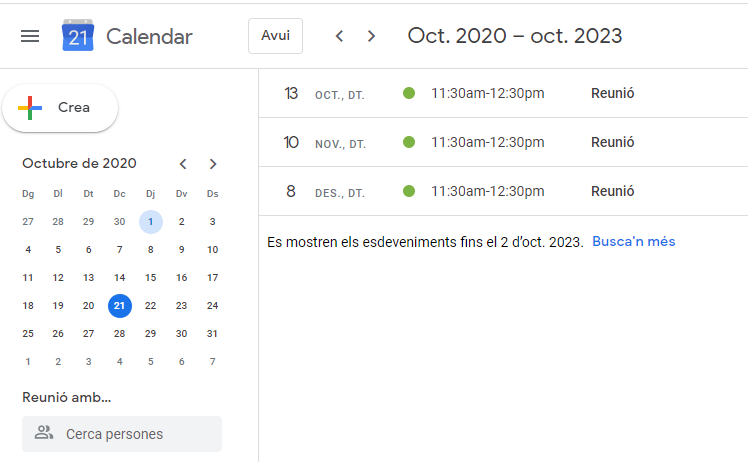 21 Calendar Avui Oct. 2020 – oct. 2023
Crea
Octubre de 2020
Dg Dl Dt Dc Dj Dv Ds
27 28 29 30 1 2 3
4 5 6 7 8 9 10
11 12 13 14 15 16 17
18 19 20 21 22 23 24
25 26 27 28 29 30 31
1 2 3 4 5 6 7
Reunió amb...
Cerca persones
13 OCT., DT. 11:30am-12:30pm Reunió
10 NOV., DT. 11:30am-12:30pm Reunió
8 DES., DT. 11:30am-12:30pm Reunió
Es mostren els esdeveniments fins el 2 d’oct. 2023. Busca'n més